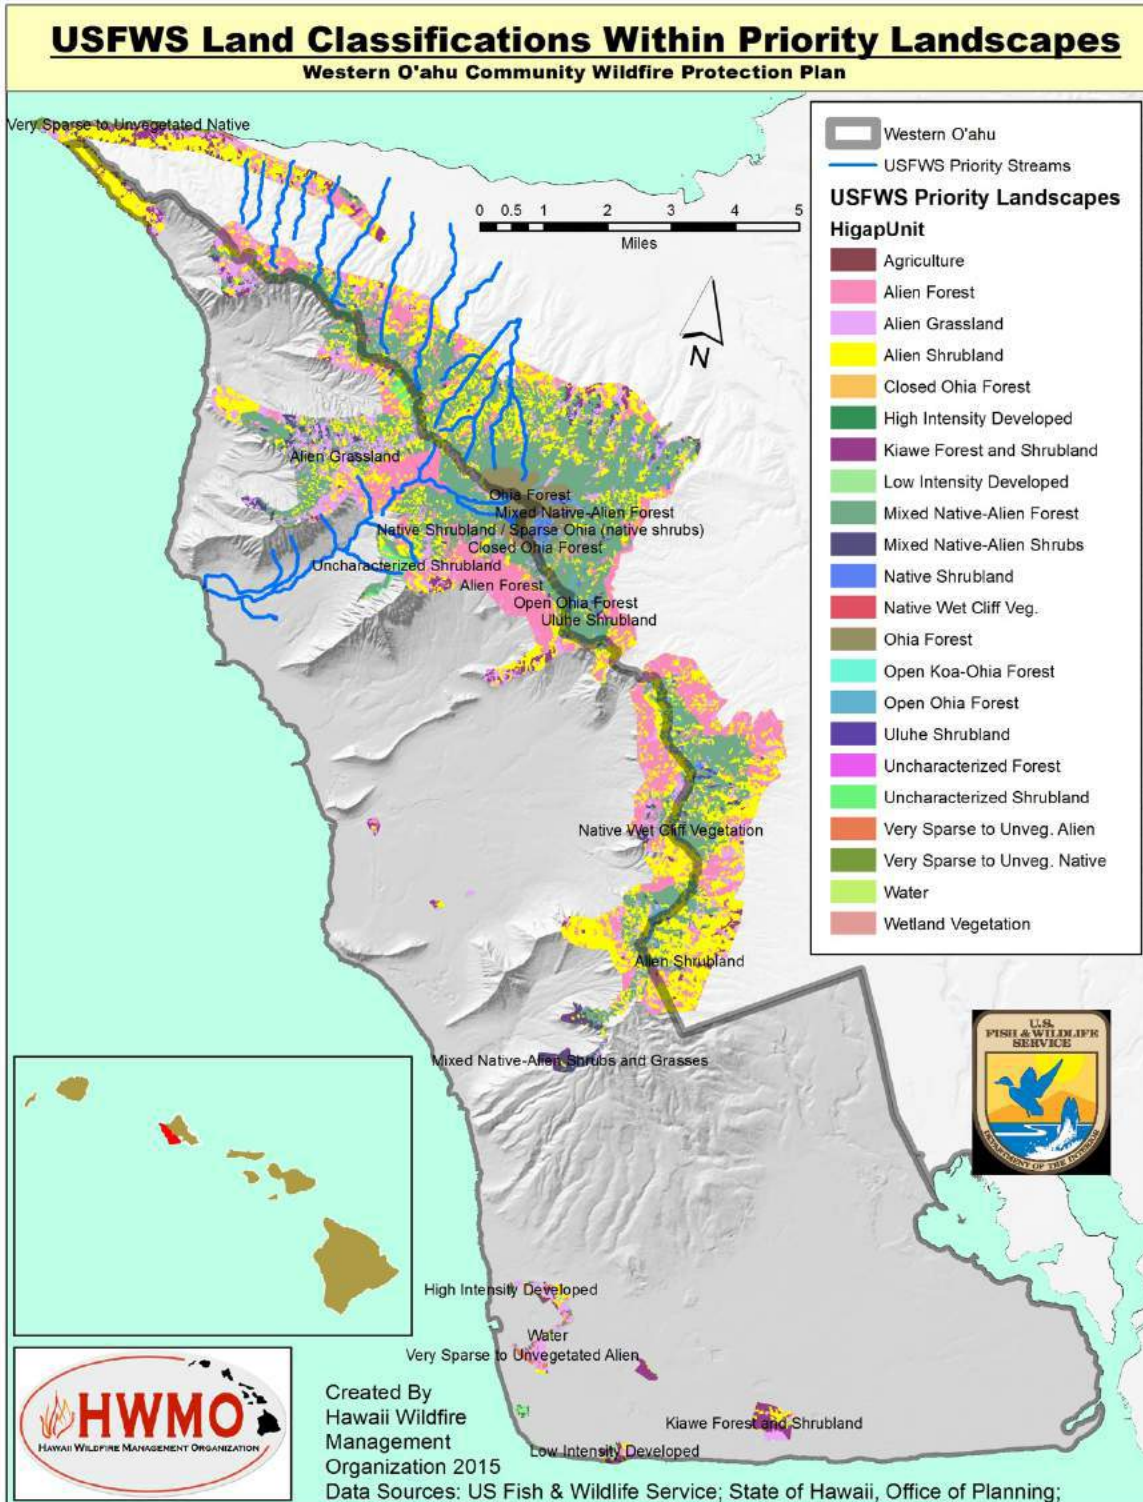 USFWS Land Classifications Within Priority Landscapes
Western O'ahu Community Wildfire Protection Plan
Very Sparse to Unvegetated Native
0 0.5 1 2 3 4 5
Miles
N
Western O'ahu
USFWS Priority Streams
USFWS Priority Landscapes
HigapUnit
Agriculture
Alien Forest
Alien Grassland
Alien Shrubland
Closed Ohia Forest
High Intensity Developed
Kiawe Forest and Shrubland
Low Intensity Developed
Mixed Native-Alien Forest
Mixed Native-Alien Shrubs
Native Shrubland
Native Wet Cliff Veg.
Ohia Forest
Open Koa-Ohia Forest
Open Ohia Forest
Uluhe Shrubland
Uncharacterized Forest
Uncharacterized Shrubland
Very Sparse to Unveg. Alien
Very Sparse to Unveg. Native
Water
Wetland Vegetation
Alien Grassland
Ohia Forest
Mixed Native-Alien Forest
Native Shrubland / Sparse Ohia (native shrubs)
Closed Ohia Forest
Uncharacterized Shrubland
Alien Forest
Open Ohia Forest
Uluhe Shrubland
Native Wet Cliff Vegetation
Alien Shrubland
Mixed Native-Alien Shrubs and Grasses
U.S.
FISH & WILDLIFE
SERVICE
DEPARTMENT OF THE INTERIOR
High Intensity Developed
Water
Very Sparse to Unvegetated Alien
Kiawe Forest and Shrubland
Low Intensity Developed
HWMO
HAWAII WILDFIRE MANAGEMENT ORGANIZATION
Created By
Hawaii Wildfire
Management
Organization 2015
Data Sources: US Fish & Wildlife Service; State of Hawaii, Office of Planning;